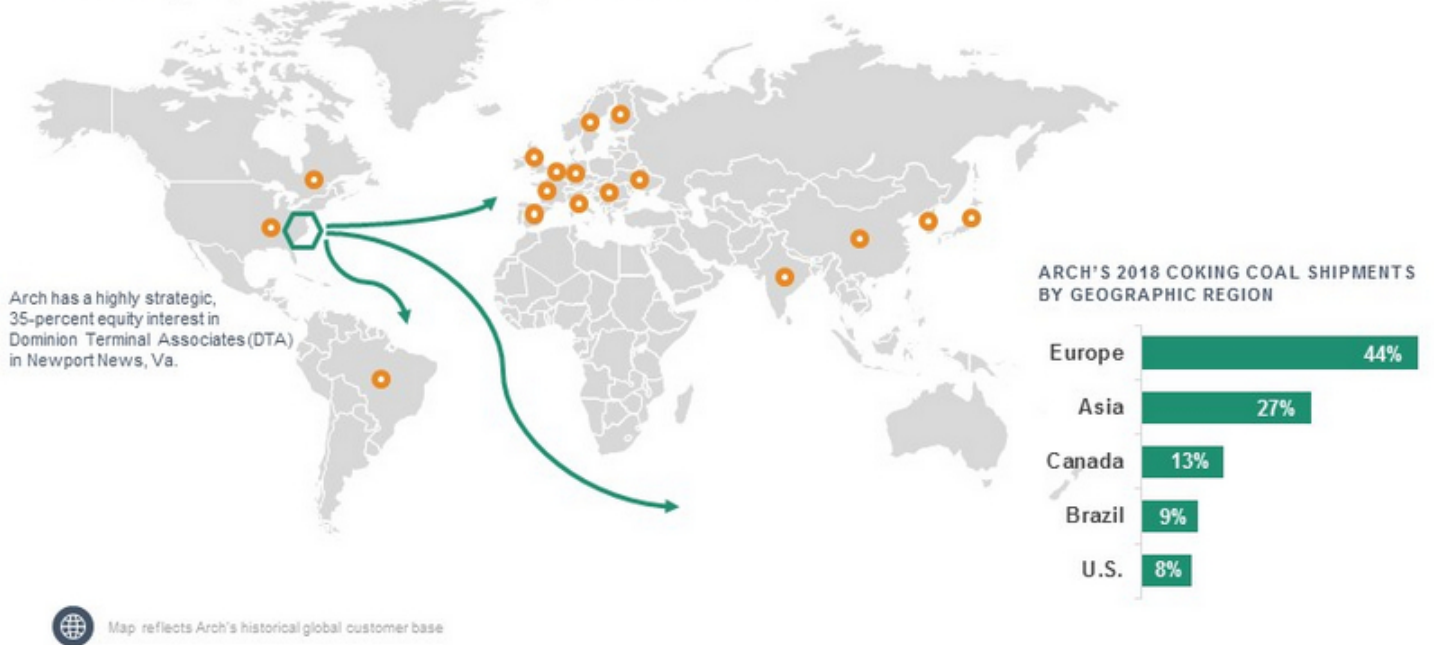 Arch has a highly strategic,
35-percent equity interest in
Dominion Terminal Associates (DTA)
in Newport News, Va.
ARCH'S 2018 COKING COAL SHIPMENTS
BY GEOGRAPHIC REGION
Europe 44%
Asia 27%
Canada 13%
Brazil 9%
U.S. 8%
Map reflects Arch's historical global customer base